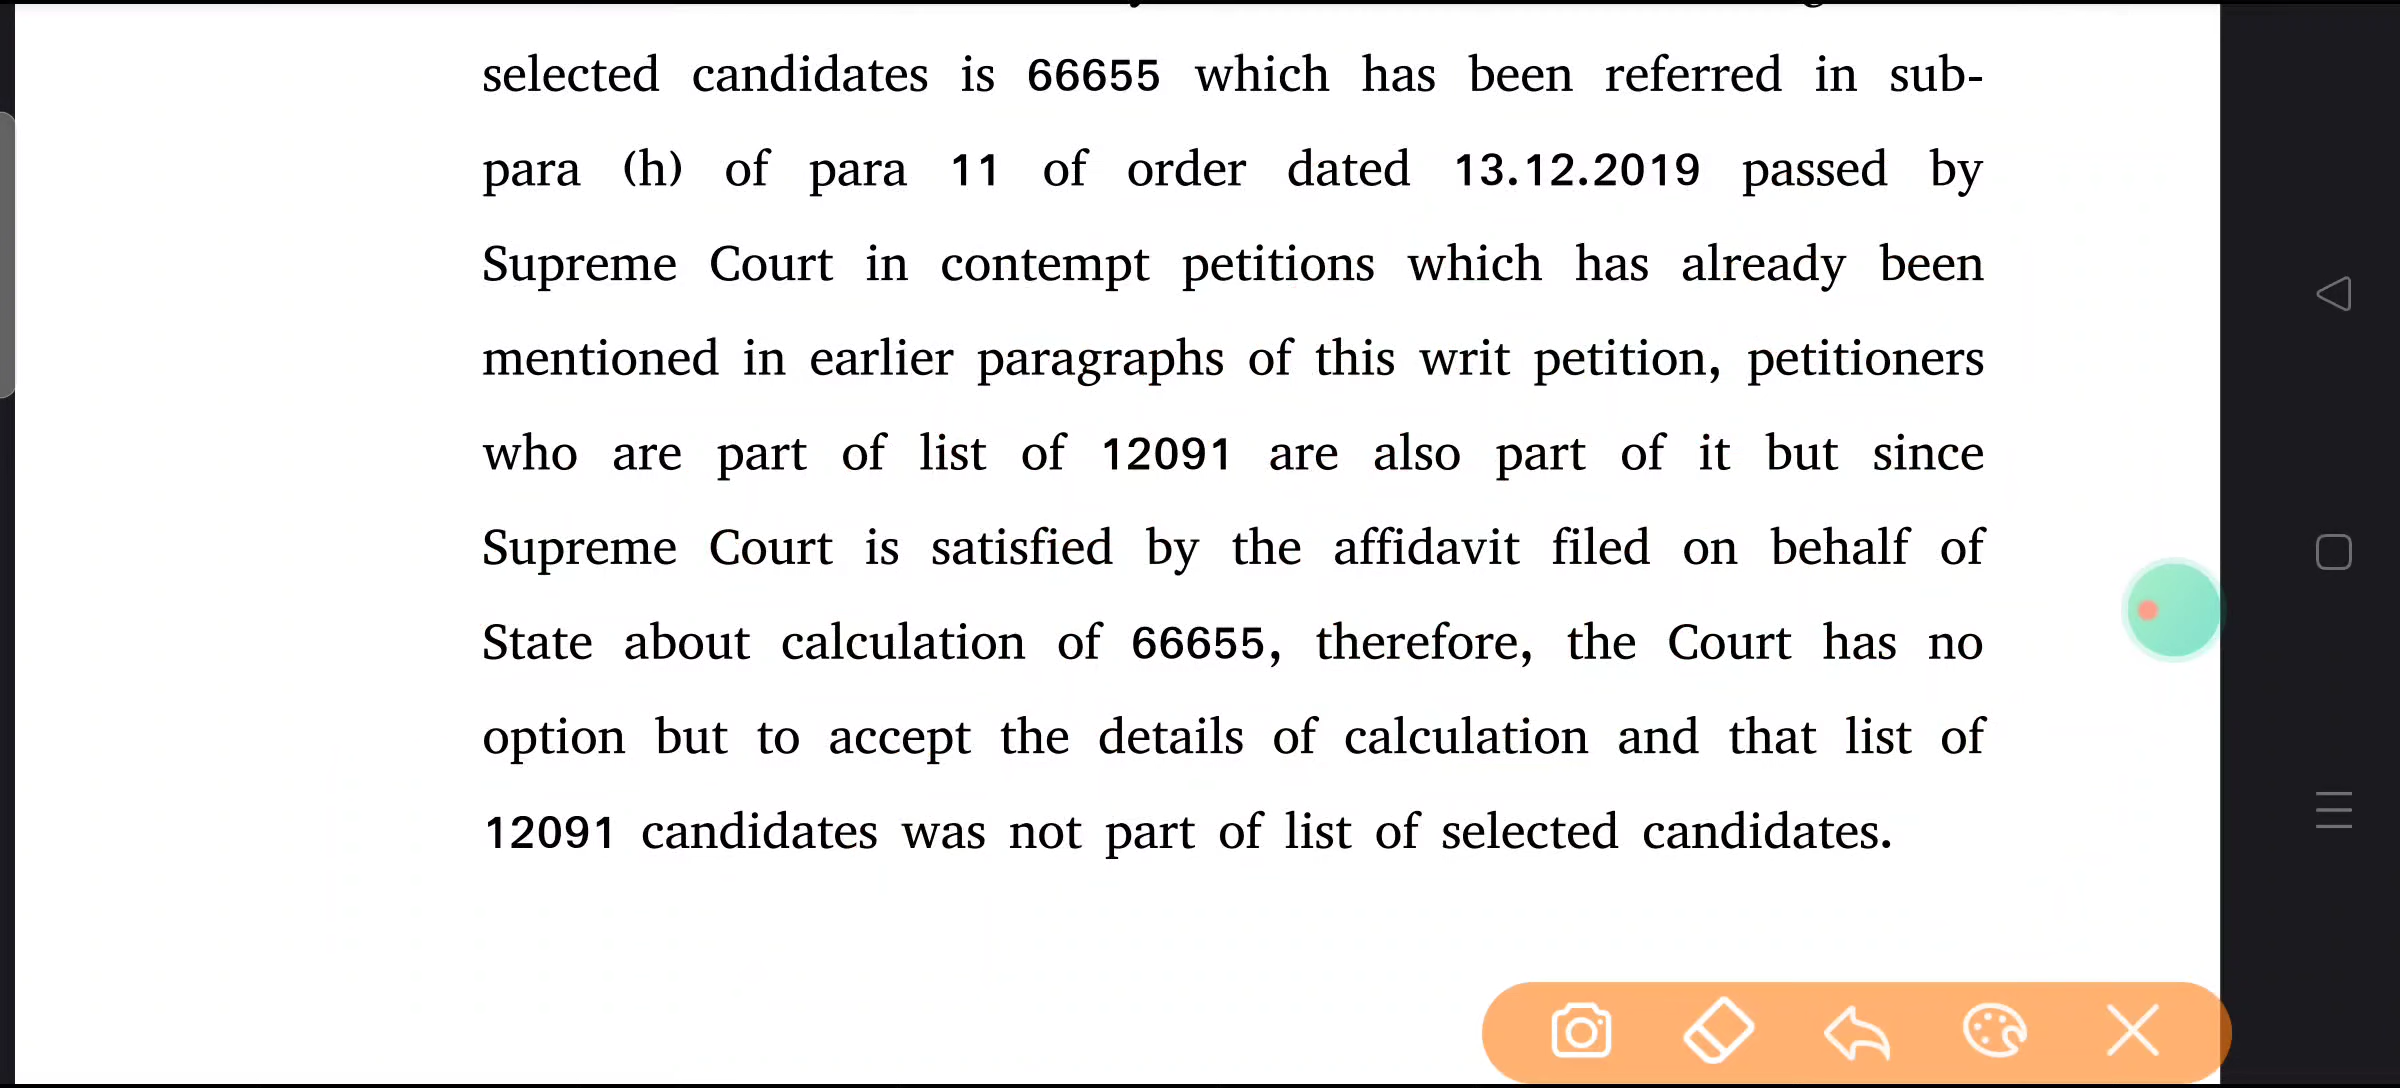 selected candidates is 66655 which has been referred in sub-
para (h) of para 11 of order dated 13.12.2019 passed by
Supreme Court in contempt petitions which has already been
mentioned in earlier paragraphs of this writ petition, petitioners
who are part of list of 12091 are also part of it but since
Supreme Court is satisfied by the affidavit filed on behalf of
State about calculation of 66655, therefore, the Court has no
option but to accept the details of calculation and that list of
12091 candidates was not part of list of selected candidates.